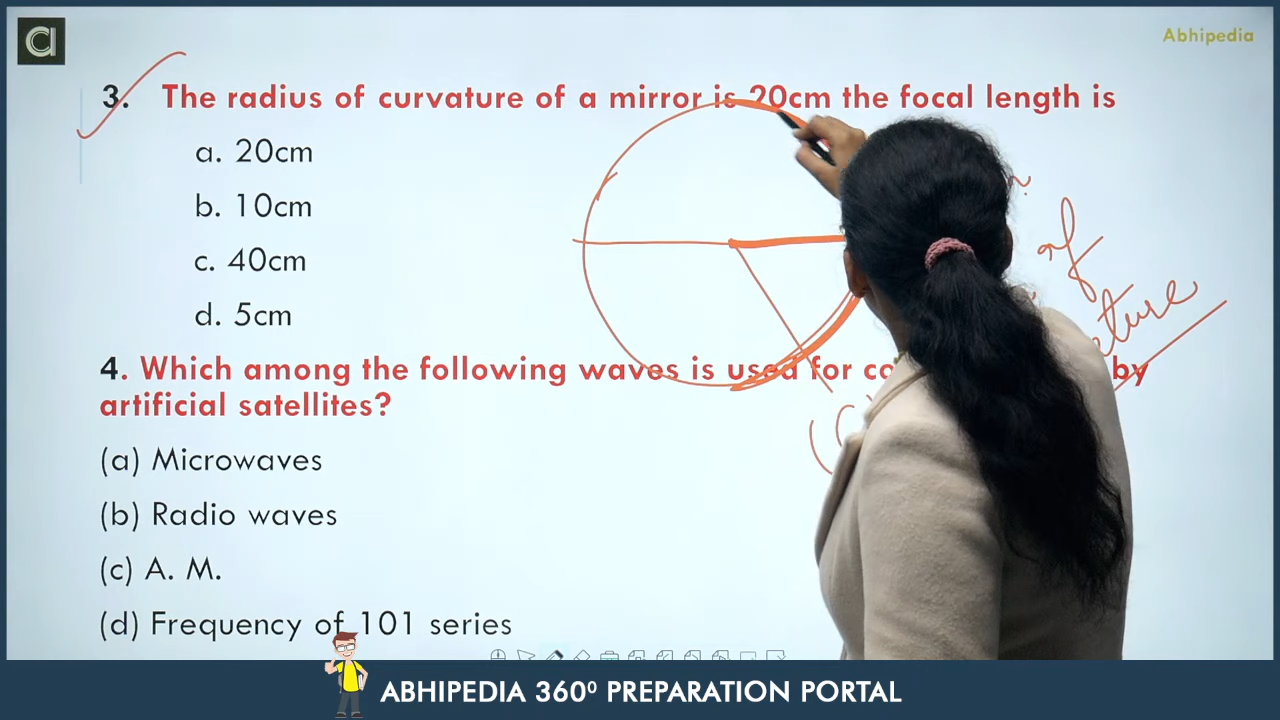 Abhipedia
3. The radius of curvature of a mirror is 20cm the focal length is
a. 20cm
b. 10cm
c. 40cm
d. 5cm
of
4. Which among the following waves is used for by
artificial satellites?
(a) Microwaves
(b) Radio waves
(c) A. M.
(d) Frequency of 101 series
ABHIPEDIA 360⁰ PREPARATION PORTAL